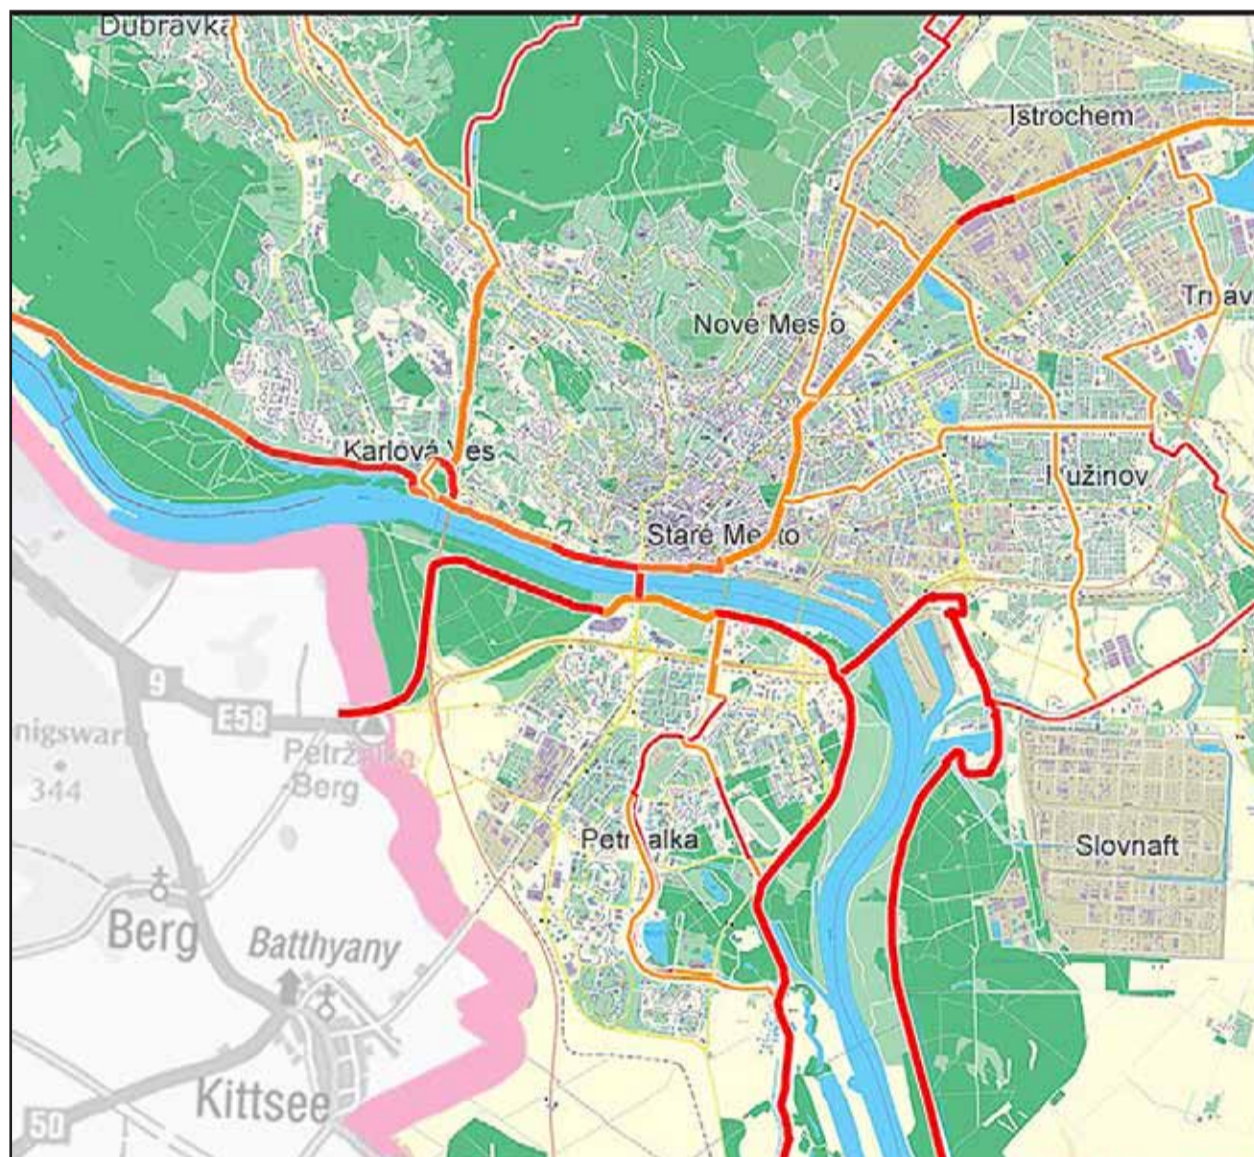 Dúbravka
Istrochem
Nové Mesto
Karlová Ves
Ružinov
Staré Mesto
9
E58
Petržalka
Berg
344
Petržalka
Slovnaft
Berg
Batthyany
Kittsee
50